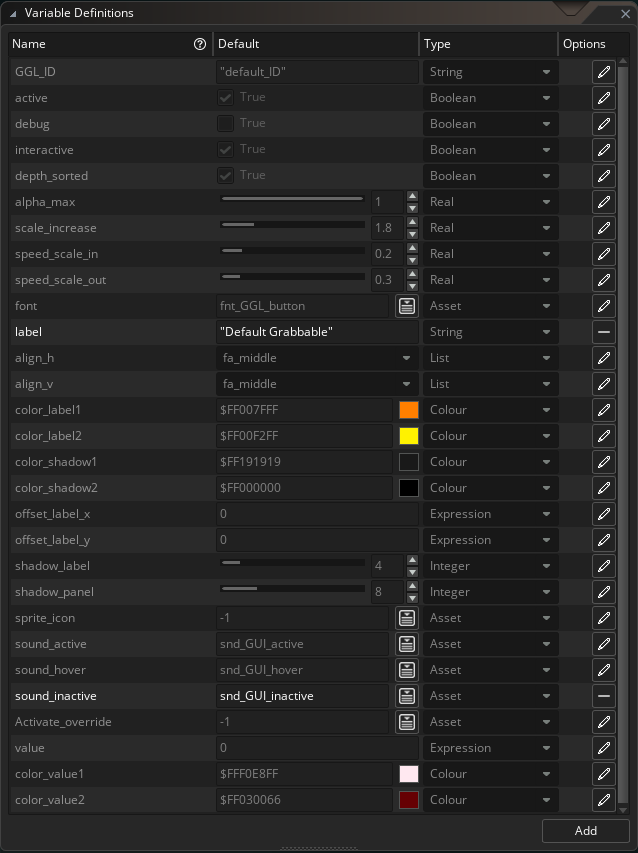 Variable Definitions
Name Default Type Options
GGL_ID "default_ID" String
active True Boolean
debug True Boolean
interactive True Boolean
depth_sorted True Boolean
alpha_max 1 Real
scale_increase 1.8 Real
speed_scale_in 0.2 Real
speed_scale_out 0.3 Real
font fnt_GGL_button Asset
label "Default Grabbable" String
align_h fa_middle List
align_v fa_middle List
color_label1 $FF007FFF Colour
color_label2 $FF00F2FF Colour
color_shadow1 $FF191919 Colour
color_shadow2 $FF000000 Colour
offset_label_x 0 Expression
offset_label_y 0 Expression
shadow_label 4 Integer
shadow_panel 8 Integer
sprite_icon -1 Asset
sound_active snd_GUI_active Asset
sound_hover snd_GUI_hover Asset
sound_inactive snd_GUI_inactive Asset
Activate_override -1 Asset
value 0 Expression
color_value1 $FFF0E8FF Colour
color_value2 $FF030066 Colour
Add